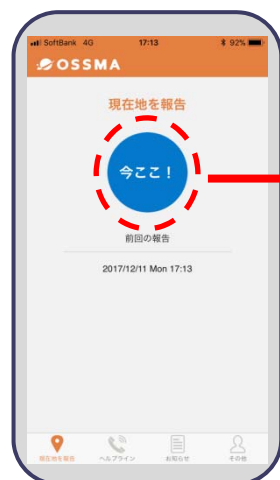 SoftBank 4G 17:13 92%
OSSMA
現在地を報告
今ここ！
前回の報告
2017/12/11 Mon 17:13
現在地を報告 ヘルプライン お知らせ その他